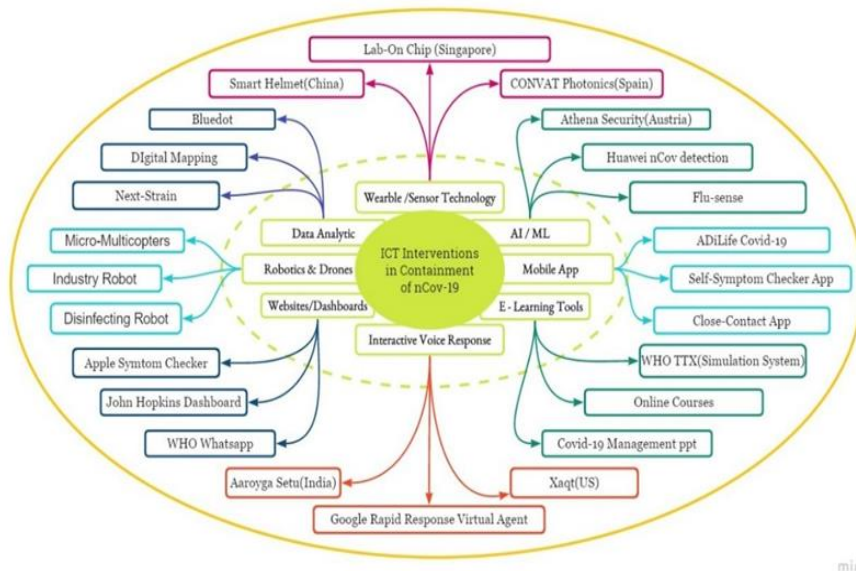 Lab-On Chip (Singapore)
Smart Helmet(China)
CONVAT Photonics(Spain)
Bluedot
Athena Security(Austria)
DIgital Mapping
Huawei nCov detection
Next-Strain
Flu-sense
Wearble /Sensor Technology
Data Analytic
AI / ML
Micro-Multicopters
ADiLife Covid-19
Robotics & Drones
ICT Interventions
in Containment
of nCov-19
Mobile App
Industry Robot
Self-Symptom Checker App
Websites/Dashboards
E - Learning Tools
Disinfecting Robot
Close-Contact App
Interactive Voice Response
Apple Symtom Checker
WHO TTX(Simulation System)
John Hopkins Dashboard
Online Courses
WHO Whatsapp
Covid-19 Management ppt
Aaroyga Setu(India)
Xaqt(US)
Google Rapid Response Virtual Agent